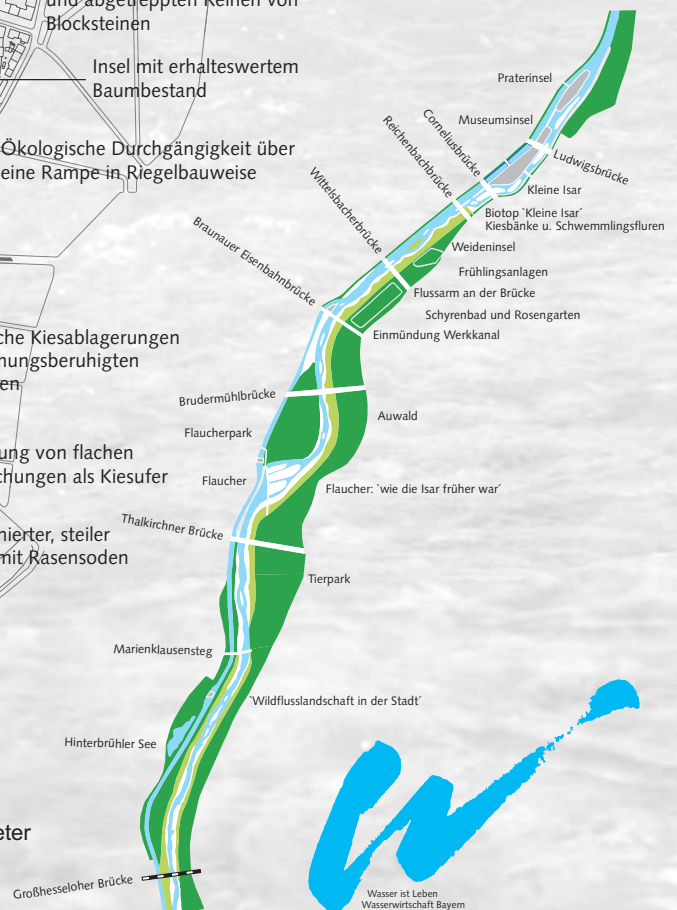 und abgetreppten Reihen von
Blocksteinen
Insel mit erhalteswertem
Baumbestand
Ökologische Durchgängigkeit über
eine Rampe in Riegelbauweise
Praterinsel
Museumsinsel
Corneliusbrücke
Ludwigsbrücke
Reichenbachbrücke
Kleine Isar
Biotop `Kleine Isar´
Kiesbänke u. Schwemmlingsfluren
Wittelsbacherbrücke
Weideninsel
Frühlingsanlagen
Braunauer Eisenbahnbrücke
Flussarm an der Brücke
Schyrenbad und Rosengarten
Einmündung Werkkanal
che Kiesablagerungen
nungsberuhigten
en
Brudermühlbrücke
Auwald
Flaucherpark
ung von flachen
chungen als Kiesufer
Flaucher
Flaucher: `wie die Isar früher war´
Thalkirchner Brücke
nierter, steiler
mit Rasensoden
Tierpark
Marienklausensteg
`Wildflusslandschaft in der Stadt´
Hinterbrühler See
eter
Großhesseloher Brücke
Wasser ist Leben
Wasserwirtschaft Bayern